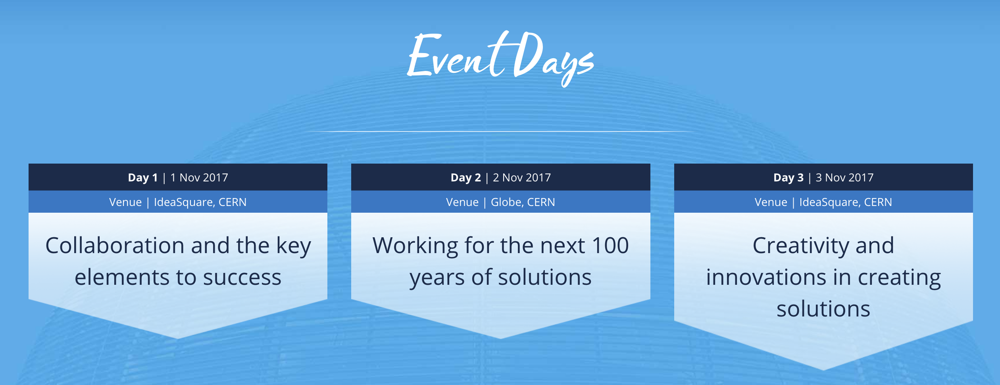 Event Days
Day 1 | 1 Nov 2017
Venue | IdeaSquare, CERN
Collaboration and the key
elements to success
Day 2 | 2 Nov 2017
Venue | Globe, CERN
Working for the next 100
years of solutions
Day 3 | 3 Nov 2017
Venue | IdeaSquare, CERN
Creativity and
innovations in creating
solutions